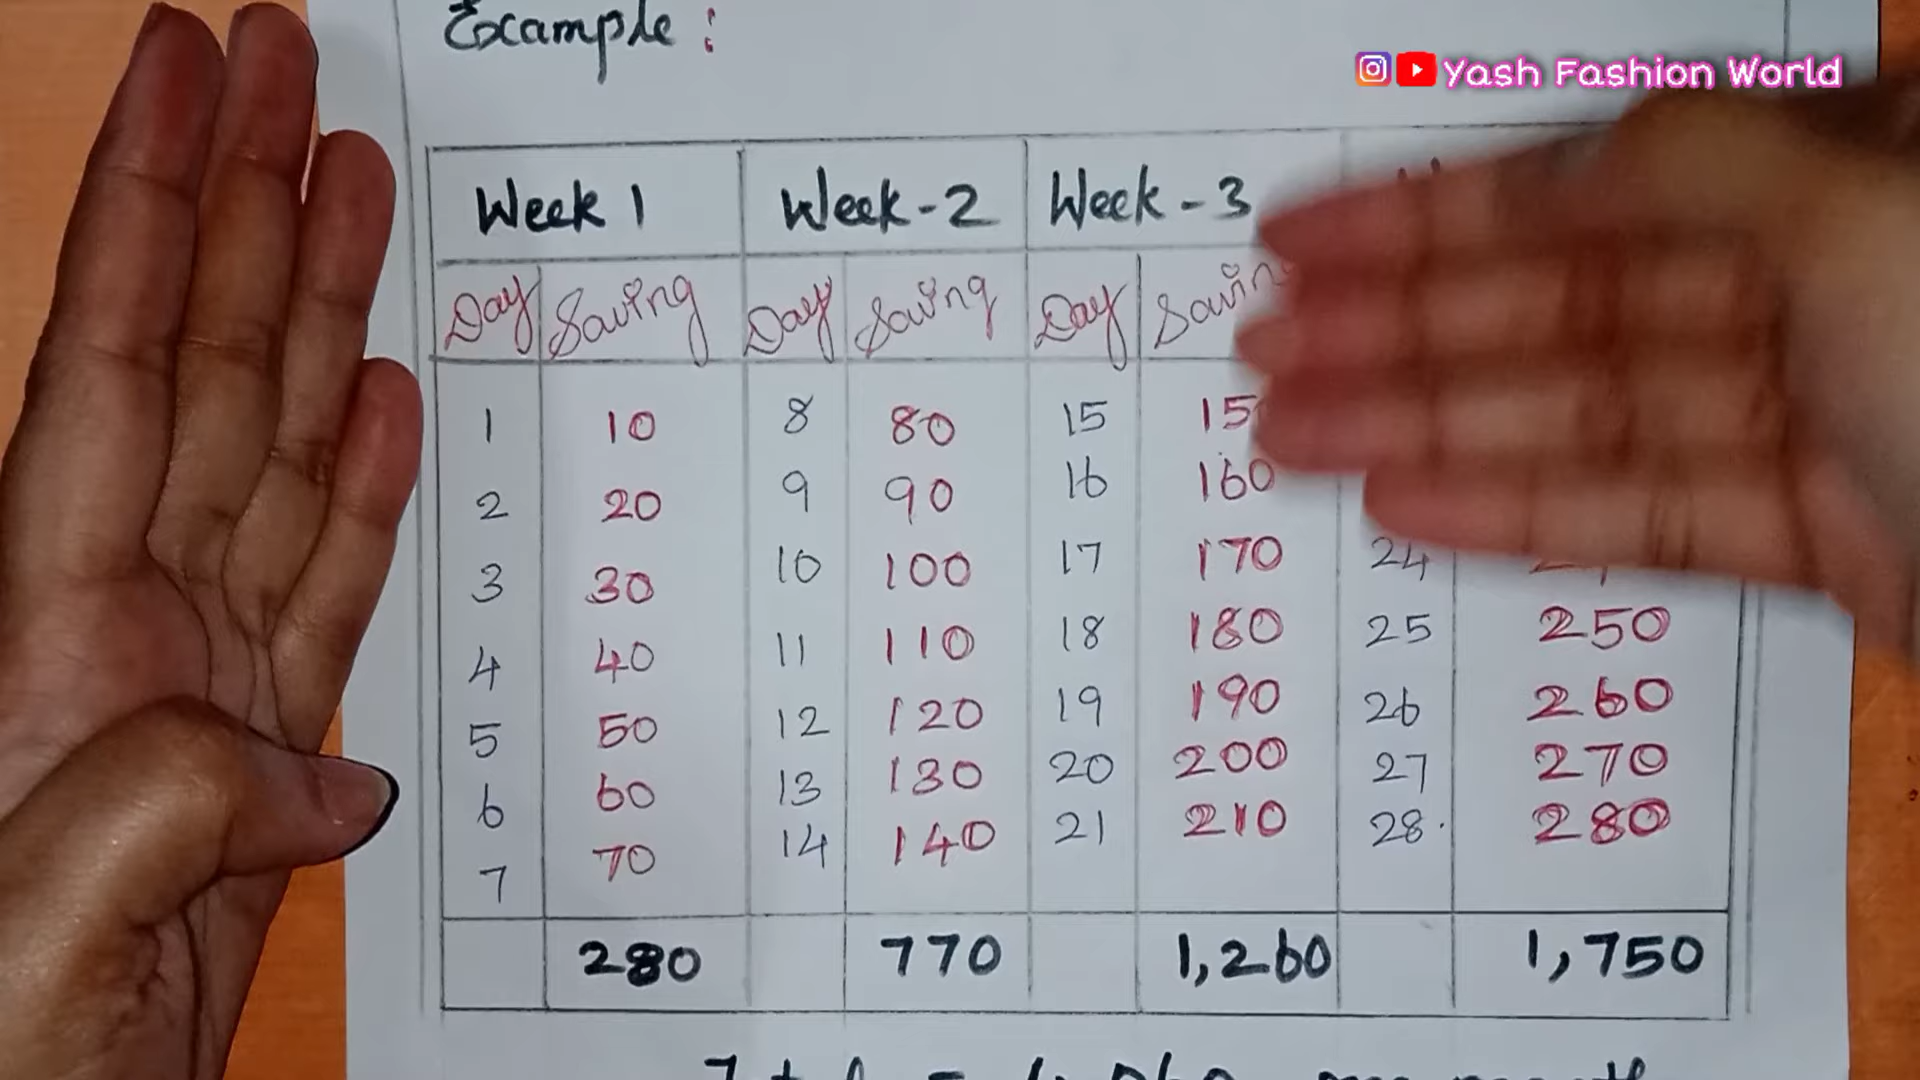 Example :
Yash Fashion World
Week 1 Week - 2 Week - 3
Day Saving Day Saving Day
1 10 8 80 15
2 20 9 90 16 160
3 30 10 100 17 170 24
4 40 11 110 18 180 25 250
5 50 12 120 19 190 26 260
6 60 13 130 20 200 27 270
7 70 14 140 21 210 28 280
280 770 1,260 1,750